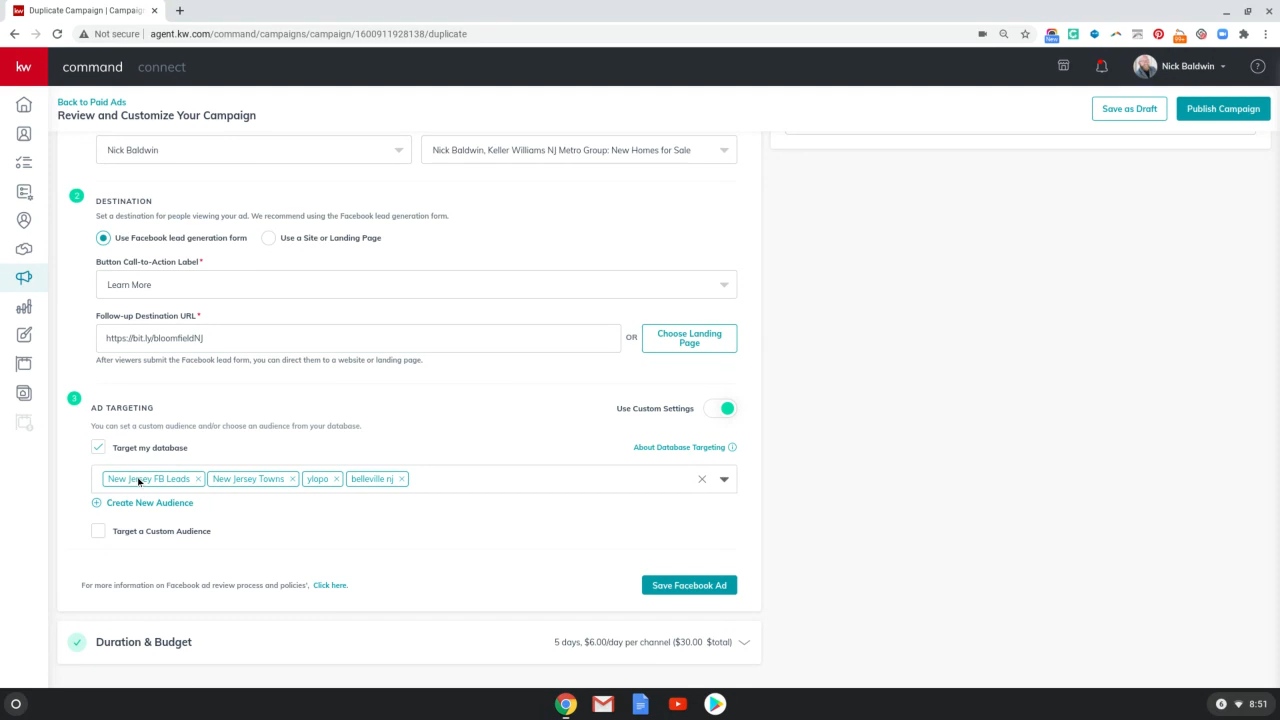 Duplicate Campaign | Campaig
Not secure | agent.kw.com/command/campaigns/campaign/1600911928138/duplicate
New
99+
kw
command
connect
Nick Baldwin
Back to Paid Ads
Review and Customize Your Campaign
Save as Draft
Publish Campaign
Nick Baldwin
Nick Baldwin, Keller Williams NJ Metro Group: New Homes for Sale
2
DESTINATION
Set a destination for people viewing your ad. We recommend using the Facebook lead generation form.
Use Facebook lead generation form
Use a Site or Landing Page
Button Call-to-Action Label*
Learn More
Follow-up Destination URL *
https://bit.ly/bloomfieldNJ
OR
Choose Landing
Page
After viewers submit the Facebook lead form, you can direct them to a website or landing page.
3
AD TARGETING
Use Custom Settings
You can set a custom audience and/or choose an audience from your database.
Target my database
About Database Targeting
New Jersey FB Leads ×
New Jersey Towns ×
ylopo ×
belleville nj ×
Create New Audience
Target a Custom Audience
For more information on Facebook ad review process and policies', Click here.
Save Facebook Ad
Duration & Budget
5 days, $6.00/day per channel ($30.00 $total)
6
8:51